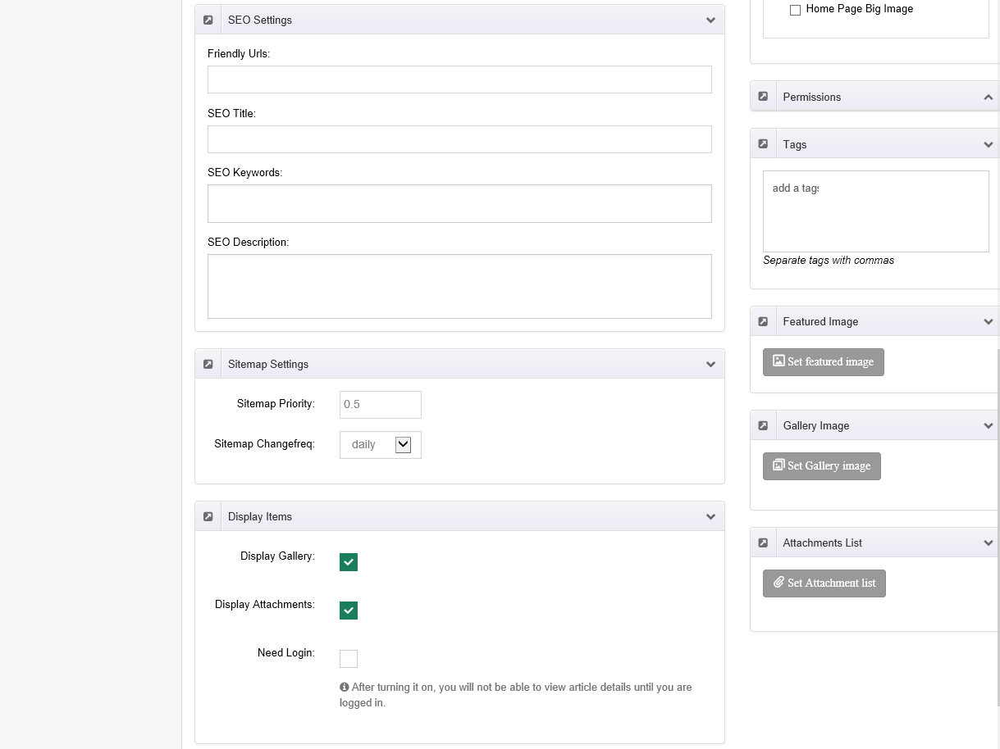 SEO Settings
Friendly Urls:
SEO Title:
SEO Keywords:
SEO Description:
Sitemap Settings
Sitemap Priority:
0.5
Sitemap Changefreq:
daily
Display Items
Display Gallery:
Display Attachments:
Need Login:
After turning it on, you will not be able to view article details until you are
logged in.
Home Page Big Image
Permissions
Tags
add a tags
Separate tags with commas
Featured Image
Set featured image
Gallery Image
Set Gallery image
Attachments List
Set Attachment list